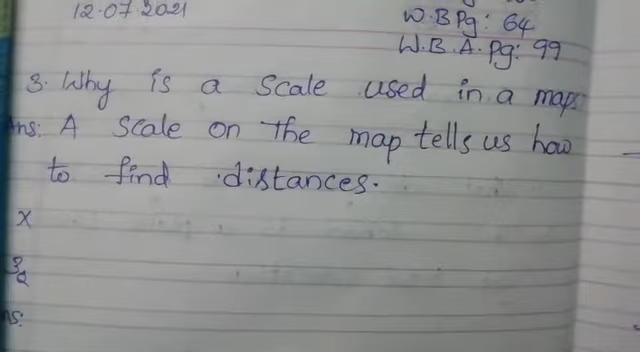 12.07.2021
W.B Pg: 64
W.B.A. Pg: 99
3. Why is a scale used in a map
Ans: A scale on the map tells us how
to find distances.
x